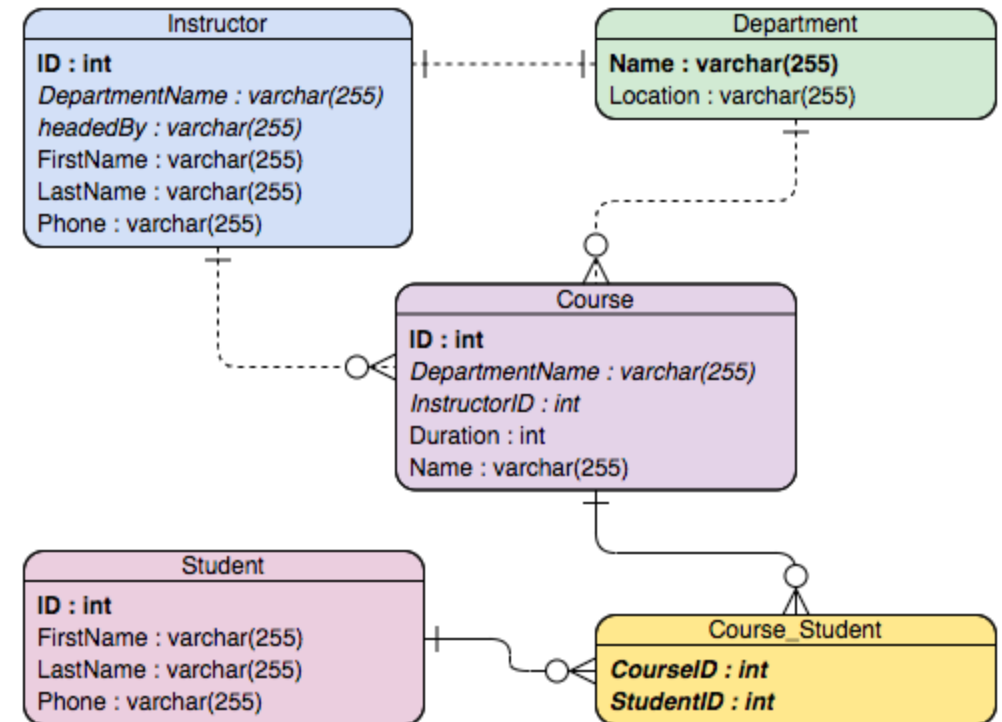 Instructor
ID : int
DepartmentName : varchar(255)
headedBy : varchar(255)
FirstName : varchar(255)
LastName : varchar(255)
Phone : varchar(255)
Department
Name : varchar(255)
Location : varchar(255)
Course
ID : int
DepartmentName : varchar(255)
InstructorID : int
Duration : int
Name : varchar(255)
Student
ID : int
FirstName : varchar(255)
LastName : varchar(255)
Phone : varchar(255)
Course_Student
CourseID : int
StudentID : int